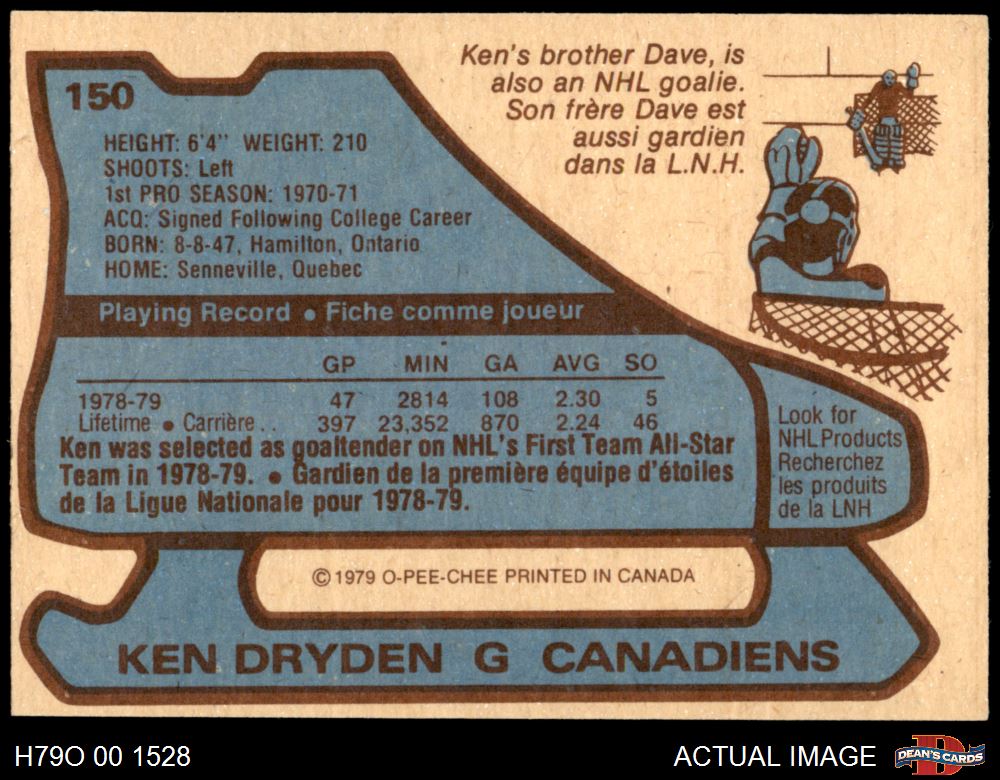 150
Ken's brother Dave, is
also an NHL goalie.
Son frère Dave est
aussi gardien
dans la L.N.H.
HEIGHT: 6'4" WEIGHT: 210
SHOOTS: Left
1st PRO SEASON: 1970-71
ACQ: Signed Following College Career
BORN: 8-8-47, Hamilton, Ontario
HOME: Senneville, Quebec
Playing Record • Fiche comme joueur
GP MIN GA AVG SO
1978-79 47 2814 108 2.30 5
Lifetime • Carrière . . 397 23,352 870 2.24 46
Ken was selected as goaltender on NHL's First Team All-Star
Team in 1978-79. • Gardien de la première équipe d'étoiles
de la Ligue Nationale pour 1978-79.
Look for
NHL Products
Recherchez
les produits
de la LNH
© 1979 O-PEE-CHEE PRINTED IN CANADA
KEN DRYDEN G CANADIENS
H79O 00 1528
ACTUAL IMAGE
D
DEAN'S CARDS